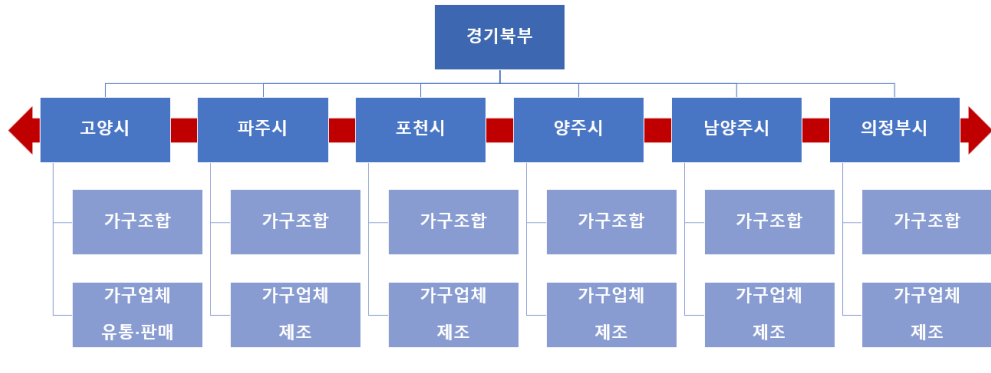 경기북부
고양시
파주시
포천시
양주시
남양주시
의정부시
가구조합
가구조합
가구조합
가구조합
가구조합
가구조합
가구업체
유통·판매
가구업체
제조
가구업체
제조
가구업체
제조
가구업체
제조
가구업체
제조